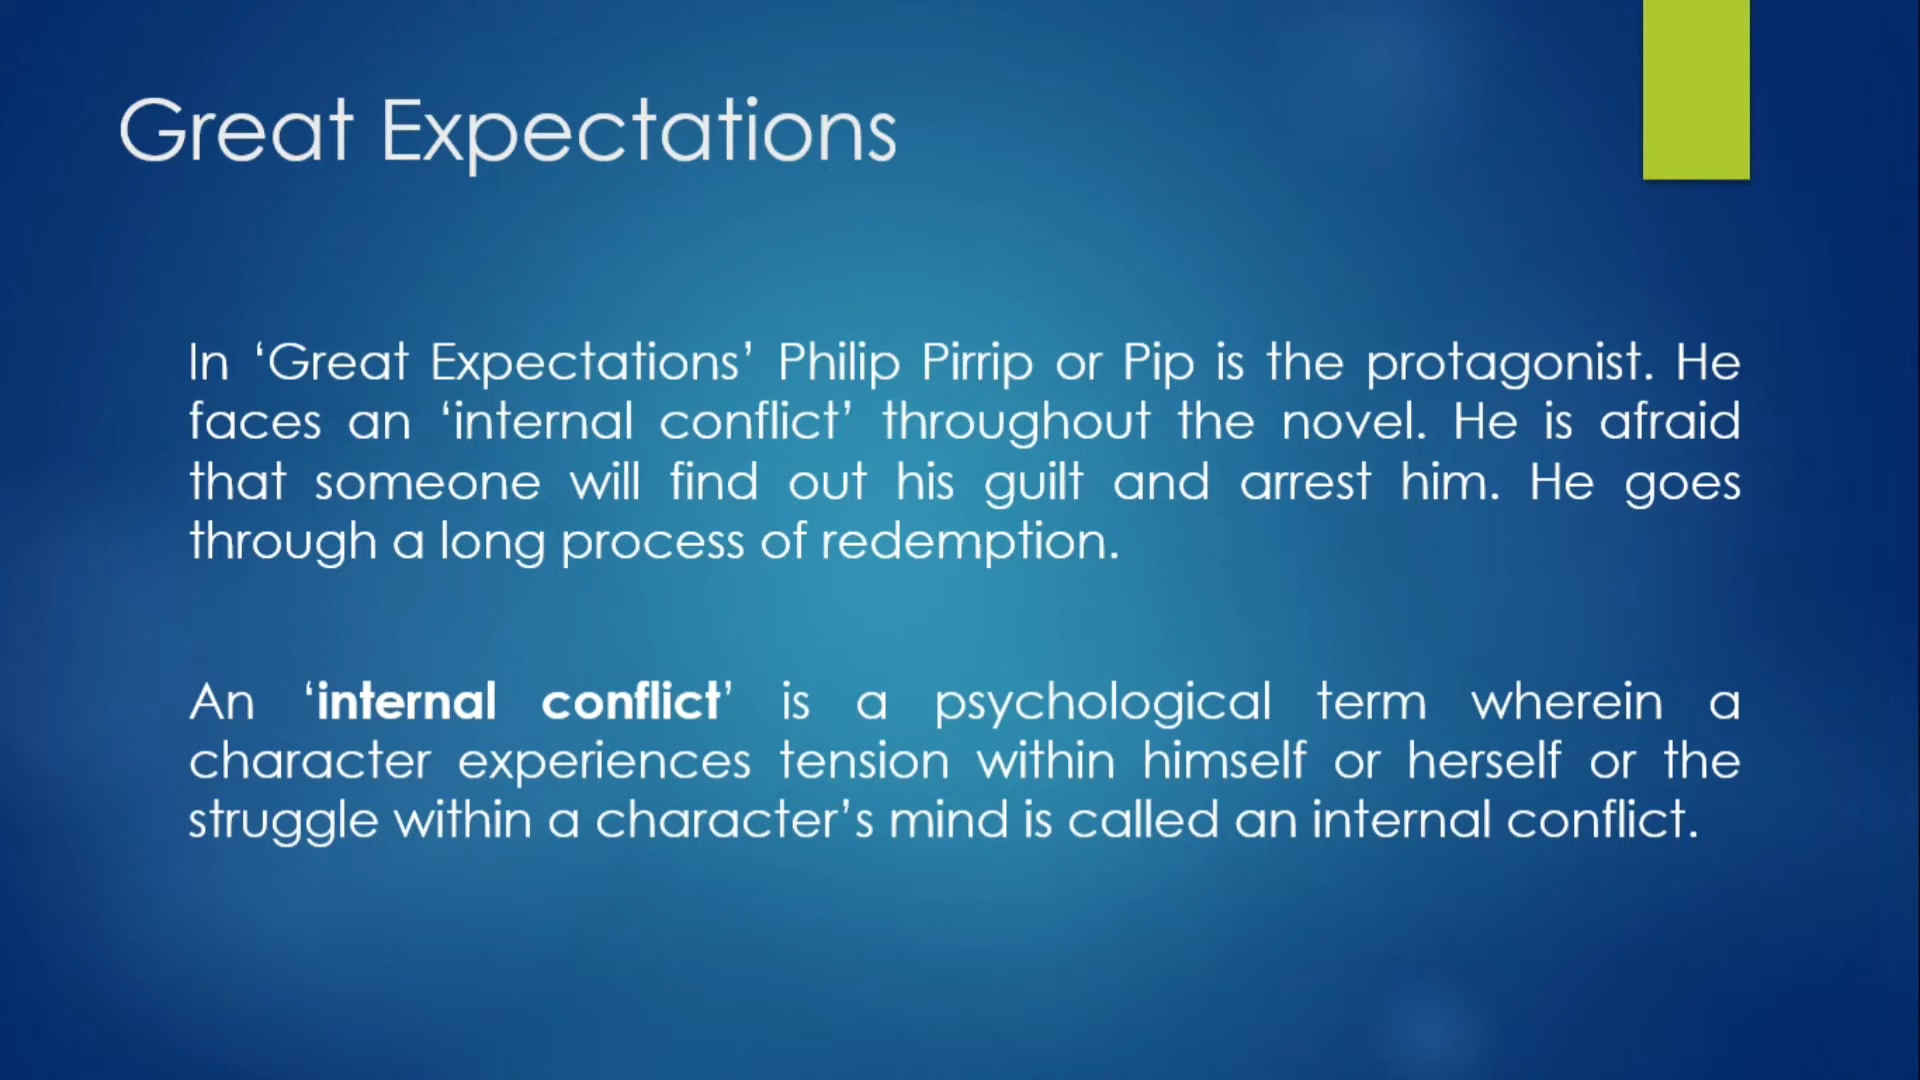 Great Expectations
In ‘Great Expectations’ Philip Pirrip or Pip is the protagonist. He
faces an ‘internal conflict’ throughout the novel. He is afraid
that someone will find out his guilt and arrest him. He goes
through a long process of redemption.
An ‘internal conflict’ is a psychological term wherein a
character experiences tension within himself or herself or the
struggle within a character’s mind is called an internal conflict.